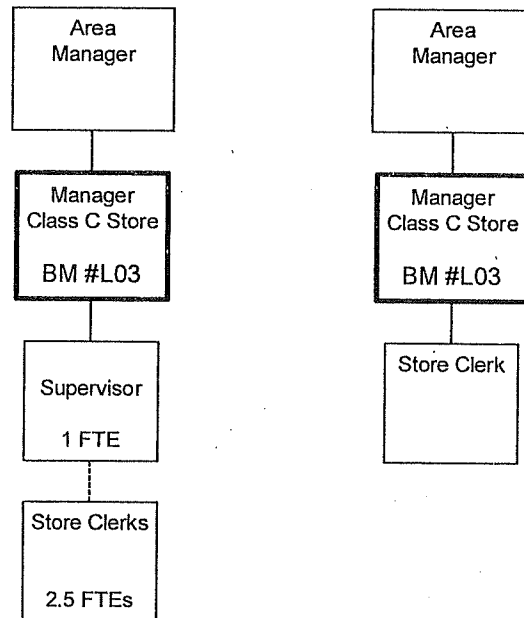 Area
Manager
Manager
Class C Store
BM #L03
Supervisor
1 FTE
Store Clerks
2.5 FTEs
Area
Manager
Manager
Class C Store
BM #L03
Store Clerk